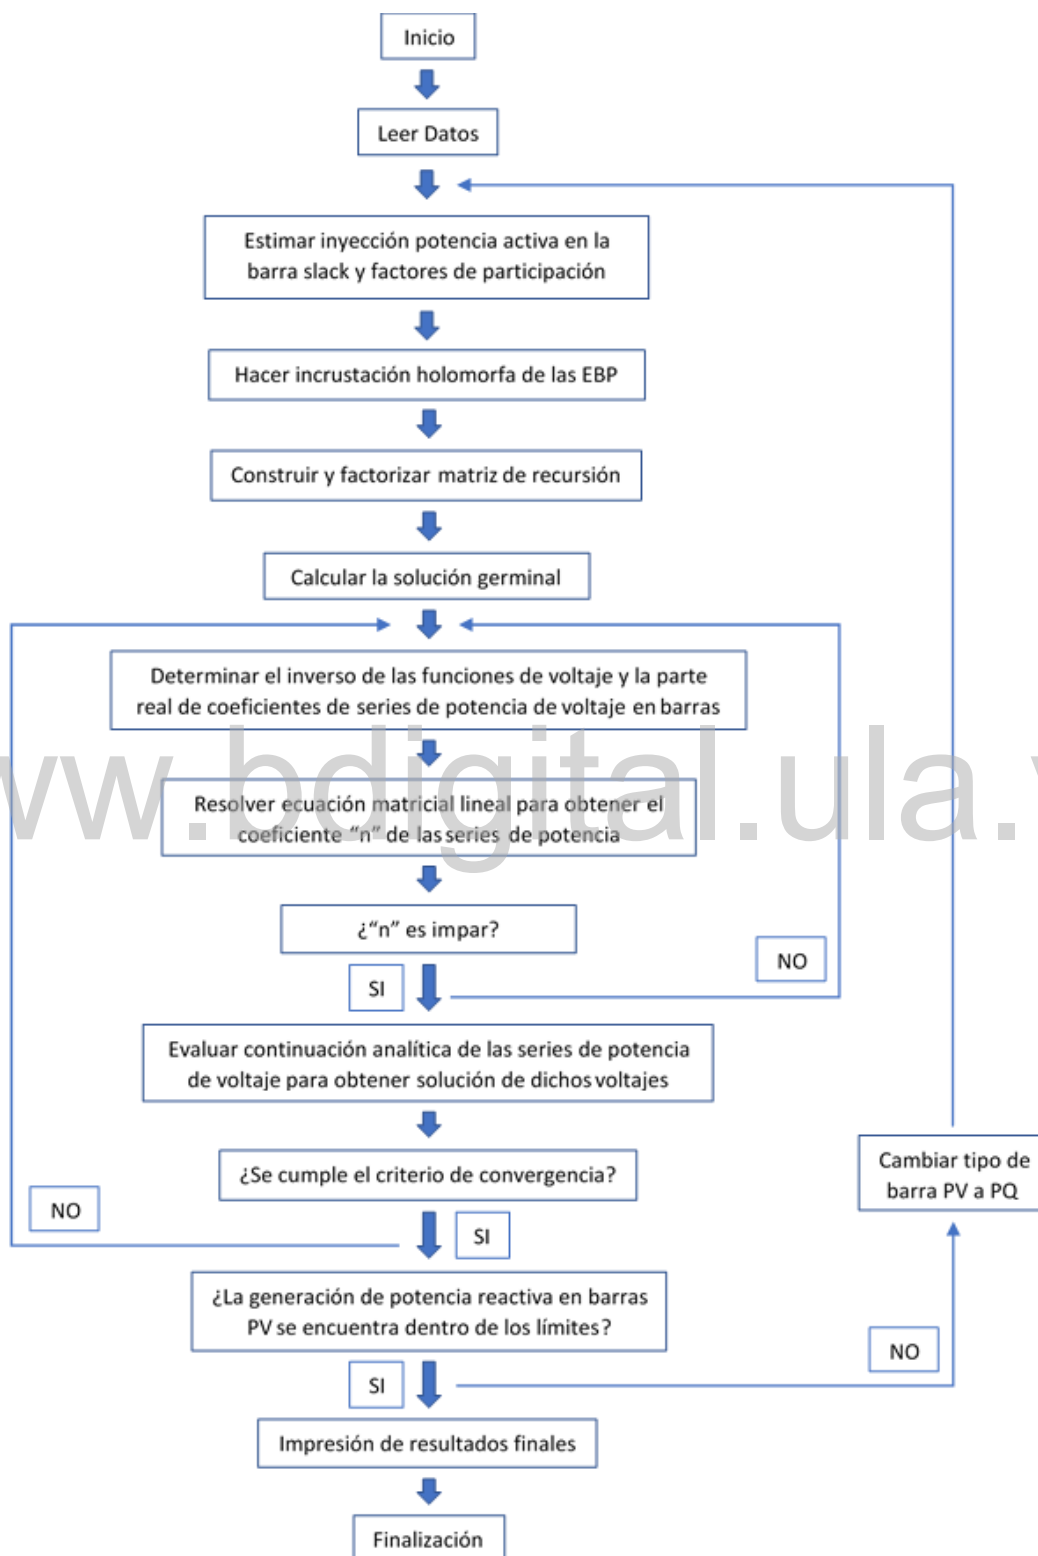 Inicio
Leer Datos
Estimar inyección potencia activa en la
barra slack y factores de participación
Hacer incrustación holomorfa de las EBP
Construir y factorizar matriz de recursión
Calcular la solución germinal
Determinar el inverso de las funciones de voltaje y la parte
real de coeficientes de series de potencia de voltaje en barras
www.bdigital.ula.v
Resolver ecuación matricial lineal para obtener el
coeficiente “n” de las series de potencia
¿“n” es impar?
NO
SI
Evaluar continuación analítica de las series de potencia
de voltaje para obtener solución de dichos voltajes
¿Se cumple el criterio de convergencia?
Cambiar tipo de
barra PV a PQ
NO
SI
¿La generación de potencia reactiva en barras
PV se encuentra dentro de los límites?
NO
SI
Impresión de resultados finales
Finalización